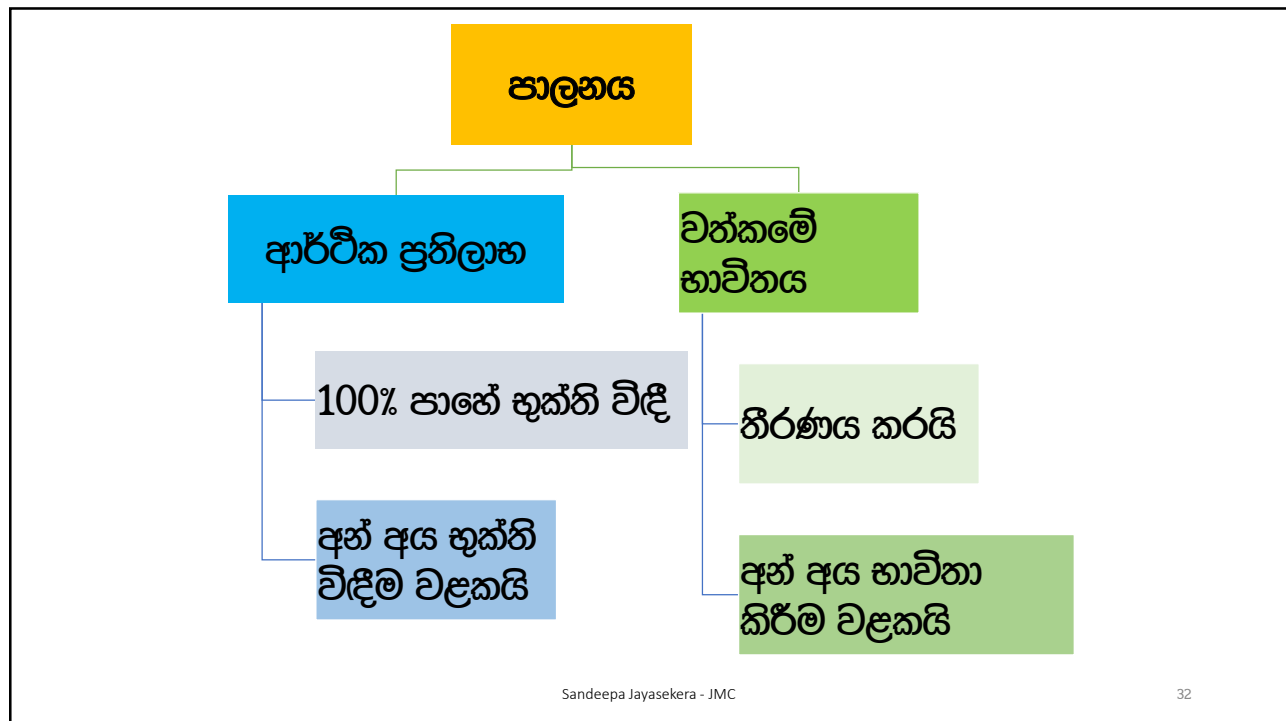 පාලනය
ආර්ථික ප්‍රතිලාභ
වත්කමේ
භාවිතය
100% පාහේ භුක්ති විඳී
තීරණය කරයි
අන් අය භුක්ති
විඳීම වළකයි
අන් අය භාවිතා
කිරීම වළකයි
Sandeepa Jayasekera - JMC
32